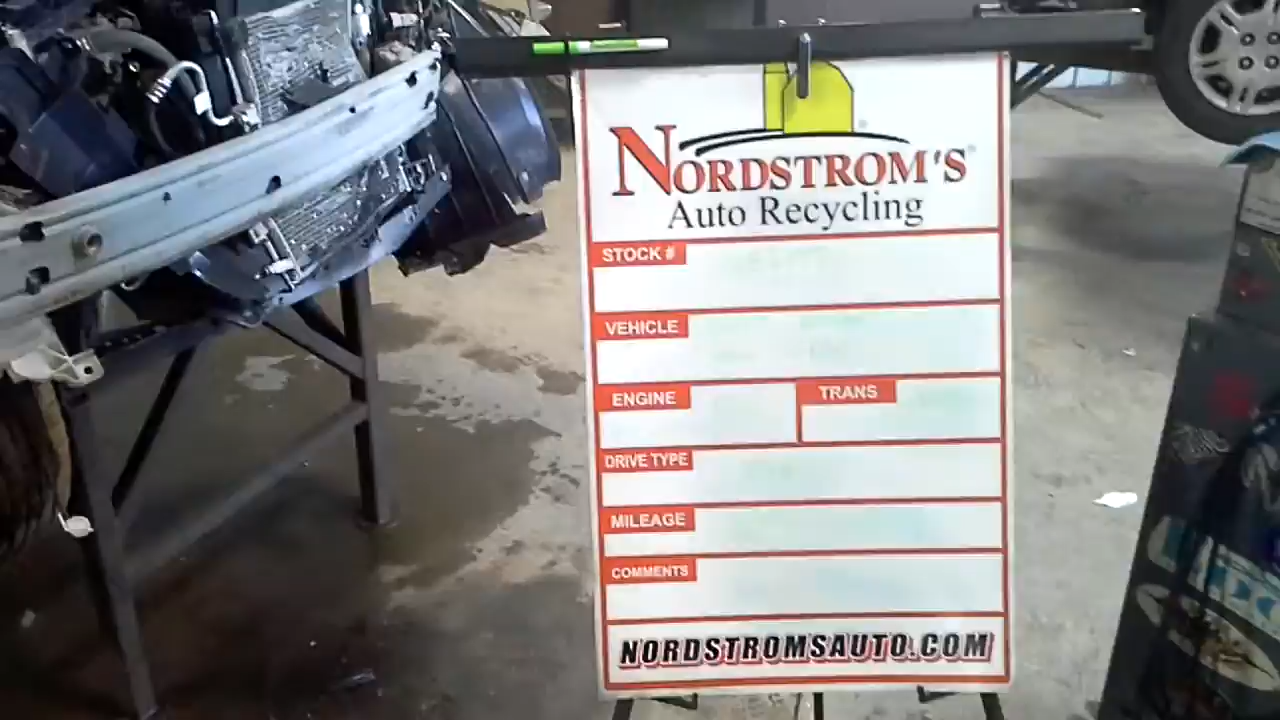 NORDSTROM'S
Auto Recycling
STOCK #
VEHICLE
ENGINE
TRANS
DRIVE TYPE
MILEAGE
COMMENTS
NORDSTROMSAUTO.COM